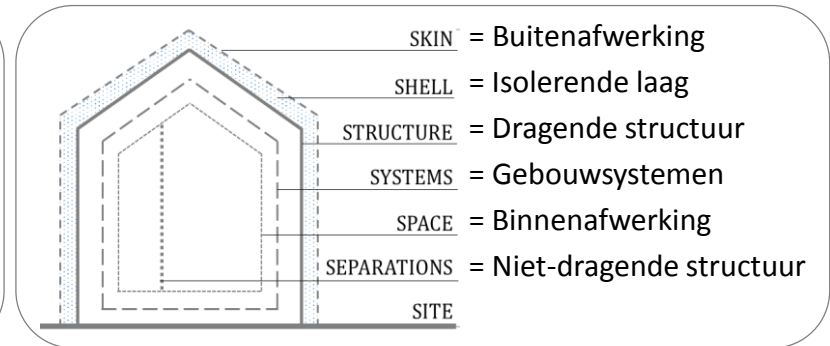 SKIN = Buitenafwerking
SHELL = Isolerende laag
STRUCTURE = Dragende structuur
SYSTEMS = Gebouwsystemen
SPACE = Binnenafwerking
SEPARATIONS = Niet-dragende structuur
SITE